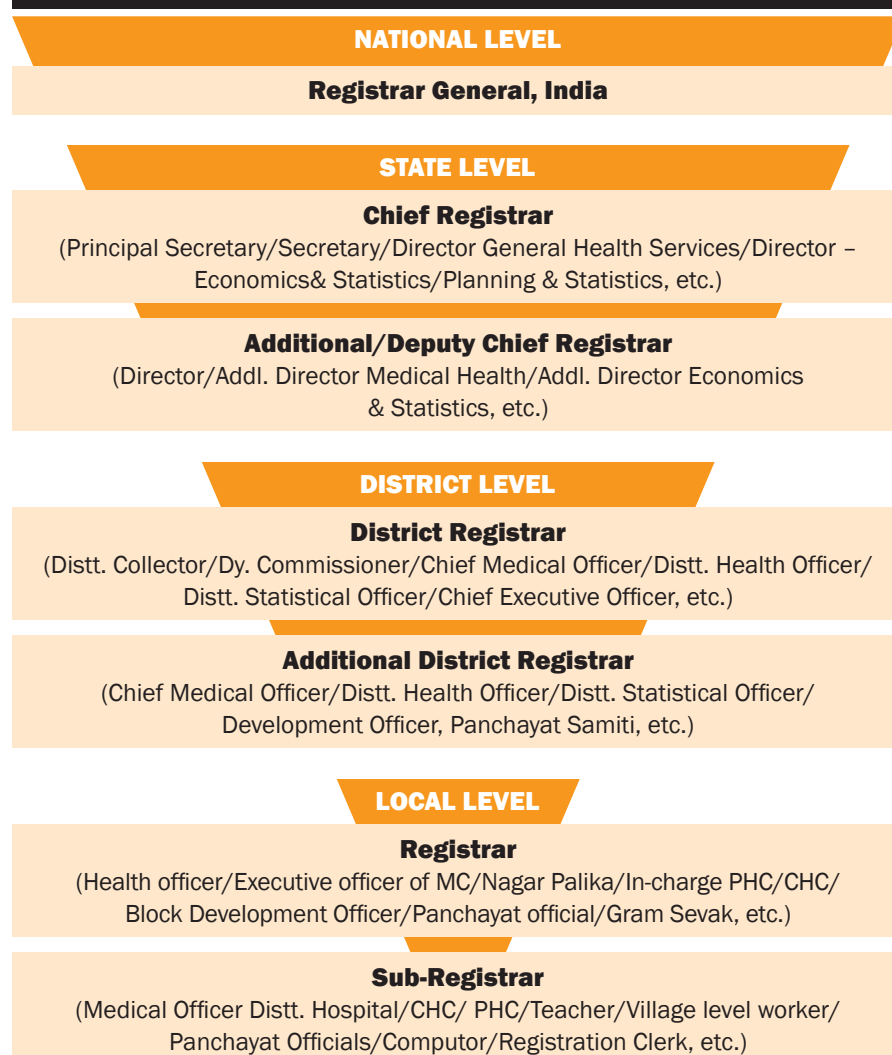 NATIONAL LEVEL
Registrar General, India
STATE LEVEL
Chief Registrar
(Principal Secretary/Secretary/Director General Health Services/Director –
Economics& Statistics/Planning & Statistics, etc.)
Additional/Deputy Chief Registrar
(Director/Addl. Director Medical Health/Addl. Director Economics
& Statistics, etc.)
DISTRICT LEVEL
District Registrar
(Distt. Collector/Dy. Commissioner/Chief Medical Officer/Distt. Health Officer/
Distt. Statistical Officer/Chief Executive Officer, etc.)
Additional District Registrar
(Chief Medical Officer/Distt. Health Officer/Distt. Statistical Officer/
Development Officer, Panchayat Samiti, etc.)
LOCAL LEVEL
Registrar
(Health officer/Executive officer of MC/Nagar Palika/In-charge PHC/CHC/
Block Development Officer/Panchayat official/Gram Sevak, etc.)
Sub-Registrar
(Medical Officer Distt. Hospital/CHC/ PHC/Teacher/Village level worker/
Panchayat Officials/Computor/Registration Clerk, etc.)